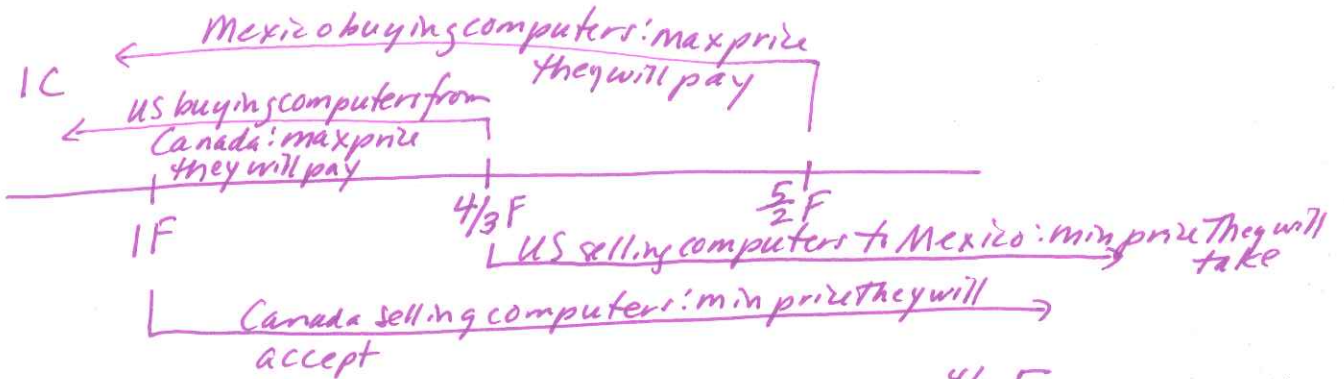 Mexico buying computers: max price
they will pay
1C
US buying computers from
Canada: max price
they will pay
1F
4/3 F
5/2 F
US selling computers to Mexico: min price they will
take
Canada selling computers: min price they will
accept